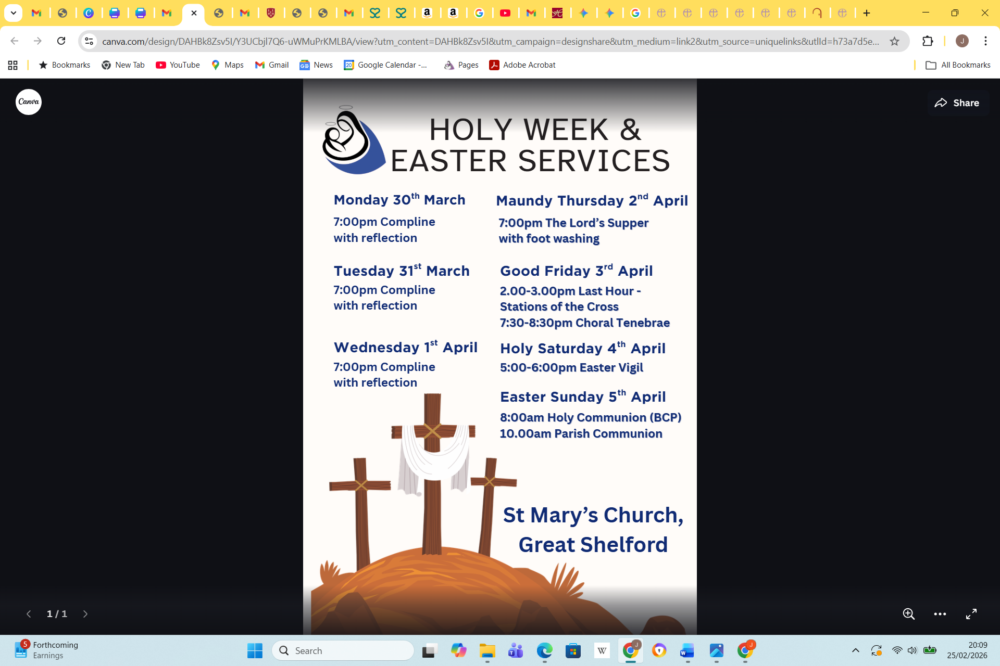 canva.com/design/DAHBk8Zsv5I/Y3UCbjl7Q6-uWMuPrKMLBA/view?utm_content=DAHBk8Zsv5I&utm_campaign=designshare&utm_medium=link2&utm_source=uniquelinks&utlId=h73a7d5e...
J
Bookmarks New Tab YouTube Maps Gmail News Google Calendar -... Pages Adobe Acrobat All Bookmarks
Canva
Share
HOLY WEEK &
EASTER SERVICES
Monday 30th March
7:00pm Compline
with reflection
Tuesday 31st March
7:00pm Compline
with reflection
Wednesday 1st April
7:00pm Compline
with reflection
Maundy Thursday 2nd April
7:00pm The Lord's Supper
with foot washing
Good Friday 3rd April
2.00-3.00pm Last Hour -
Stations of the Cross
7:30-8:30pm Choral Tenebrae
Holy Saturday 4th April
5:00-6:00pm Easter Vigil
Easter Sunday 5th April
8:00am Holy Communion (BCP)
10.00am Parish Communion
St Mary's Church,
Great Shelford
1 / 1
5
Forthcoming
Earnings
Search
20:09
25/02/2026